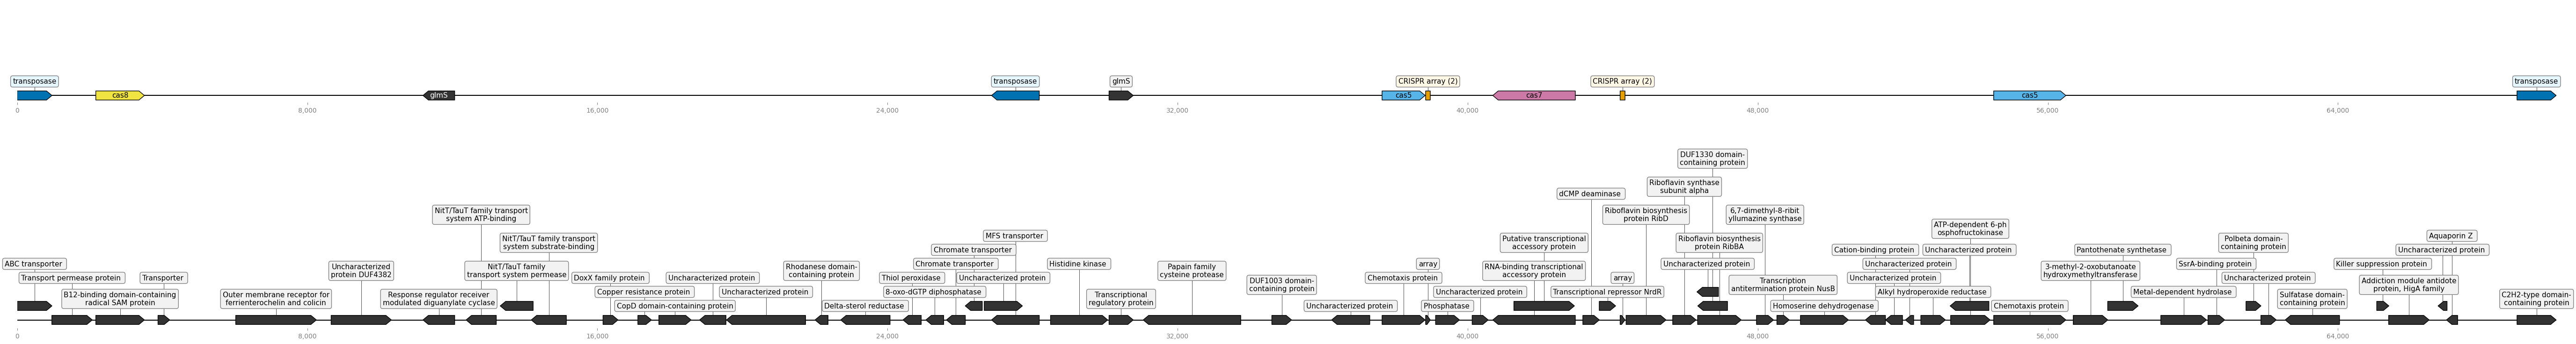 transposase
transposase
glmS
CRISPR array (2)
CRISPR array (2)
transposase
cas8
glmS
cas5
cas7
cas5
0
8,000
16,000
24,000
32,000
40,000
48,000
56,000
64,000
DUF1330 domain-
containing protein
Riboflavin synthase
subunit alpha
dCMP deaminase
NitT/TauT family transport
system ATP-binding
Riboflavin biosynthesis
protein RibD
6,7-dimethyl-8-ribit
yllumazine synthase
ATP-dependent 6-ph
osphofructokinase
MFS transporter
Aquaporin Z
NitT/TauT family transport
system substrate-binding
Chromate transporter
Putative transcriptional
accessory protein
Riboflavin biosynthesis
protein RibBA
Cation-binding protein
Uncharacterized protein
Pantothenate synthetase
Polbeta domain-
containing protein
Uncharacterized protein
ABC transporter
Uncharacterized
protein DUF4382
NitT/TauT family
transport system permease
Rhodanese domain-
containing protein
Chromate transporter
Histidine kinase
Papain family
cysteine protease
array
RNA-binding transcriptional
accessory protein
Uncharacterized protein
Uncharacterized protein
3-methyl-2-oxobutanoate
hydroxymethyltransferase
SsrA-binding protein
Killer suppression protein
Transport permease protein
Transporter
DoxX family protein
Uncharacterized protein
Thiol peroxidase
Uncharacterized protein
DUF1003 domain-
containing protein
Chemotaxis protein
array
Transcription
antitermination protein NusB
Uncharacterized protein
Uncharacterized protein
Addiction module antidote
protein, HigA family
B12-binding domain-containing
radical SAM protein
Outer membrane receptor for
ferrienterochelin and colicin
Response regulator receiver
modulated diguanylate cyclase
Copper resistance protein
Uncharacterized protein
8-oxo-dGTP diphosphatase
Transcriptional
regulatory protein
Uncharacterized protein
Transcriptional repressor NrdR
Alkyl hydroperoxide reductase
Metal-dependent hydrolase
Sulfatase domain-
containing protein
C2H2-type domain-
containing protein
CopD domain-containing protein
Delta-sterol reductase
Uncharacterized protein
Phosphatase
Homoserine dehydrogenase
Chemotaxis protein
0
8,000
16,000
24,000
32,000
40,000
48,000
56,000
64,000